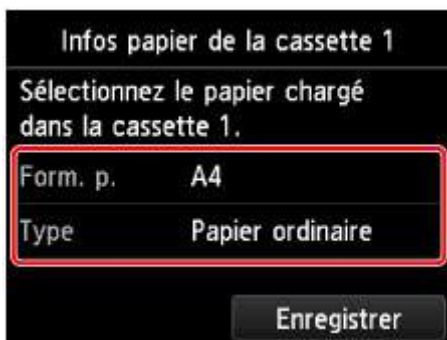 Infos papier de la cassette 1
Sélectionnez le papier chargé
dans la cassette 1.
Form. p. A4
Type Papier ordinaire
Enregistrer